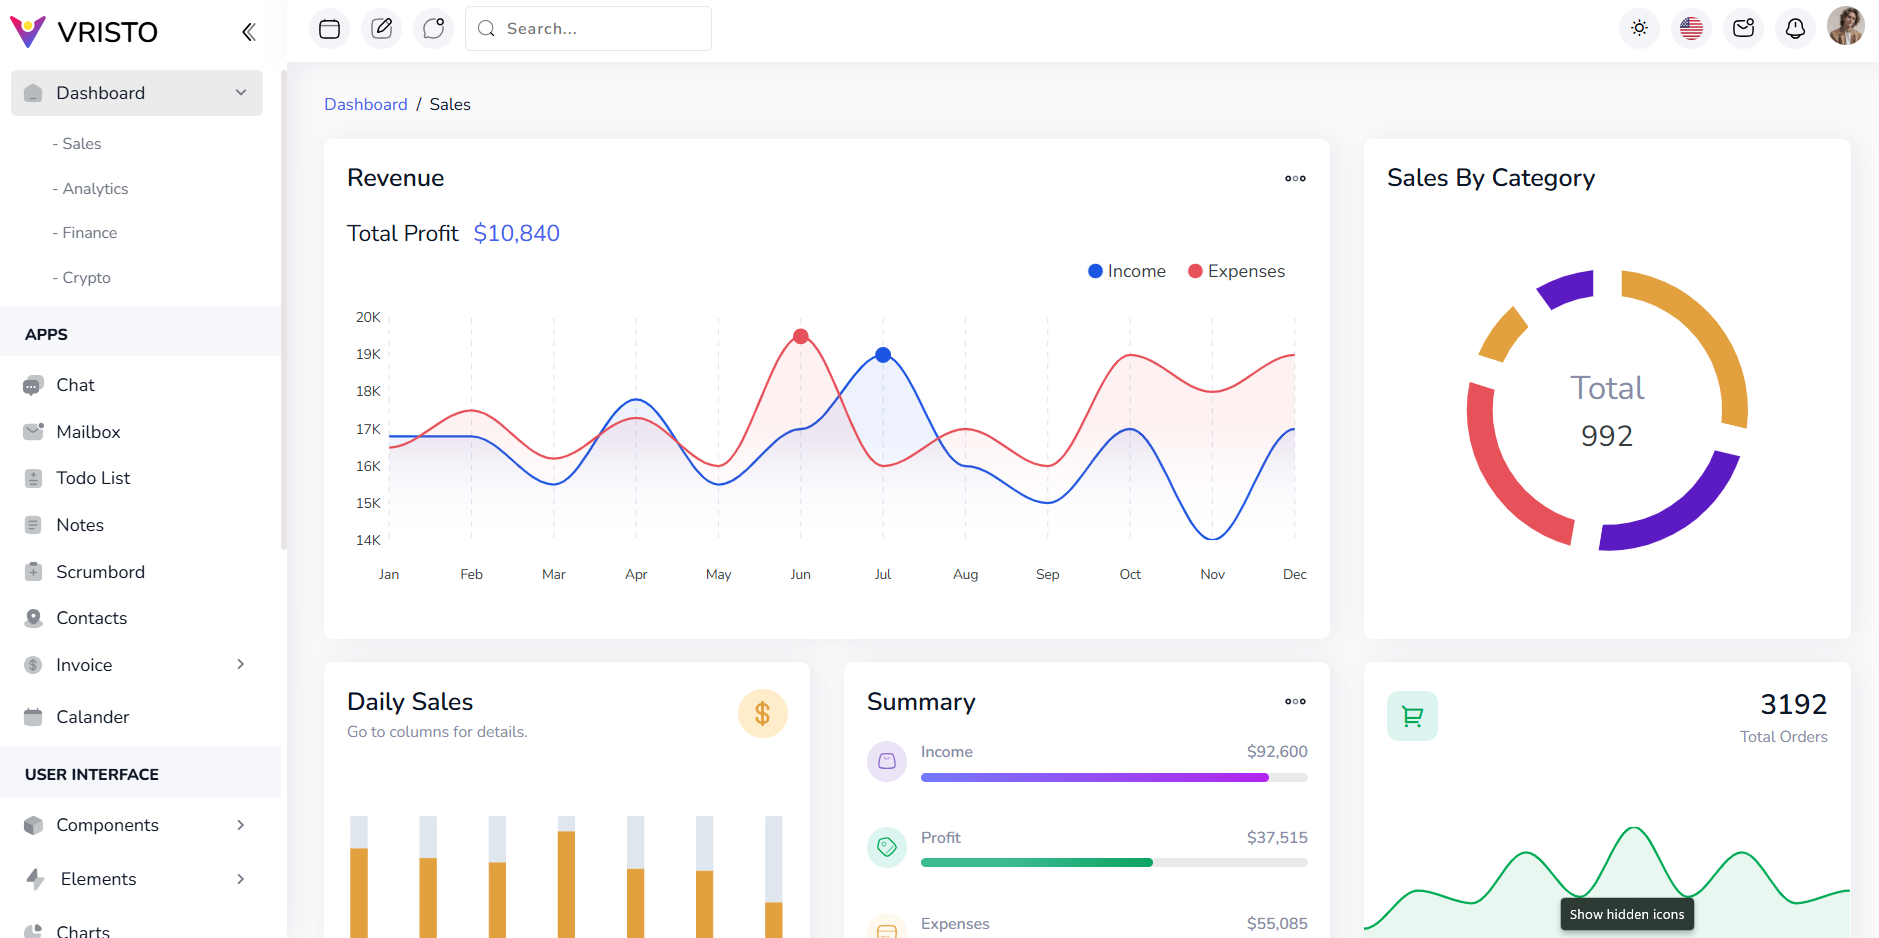 VRISTO
Search...
Dashboard
- Sales
- Analytics
- Finance
- Crypto
APPS
Chat
Mailbox
Todo List
Notes
Scrumbord
Contacts
Invoice
Calander
USER INTERFACE
Components
Elements
Charts
Dashboard / Sales
Revenue
Total Profit $10,840
Income Expenses
20K
19K
18K
17K
16K
15K
14K
Jan Feb Mar Apr May Jun Jul Aug Sep Oct Nov Dec
Sales By Category
Total
992
Daily Sales
Go to columns for details.
$
Summary
Income $92,600
Profit $37,515
Expenses $55,085
3192
Total Orders
Show hidden icons